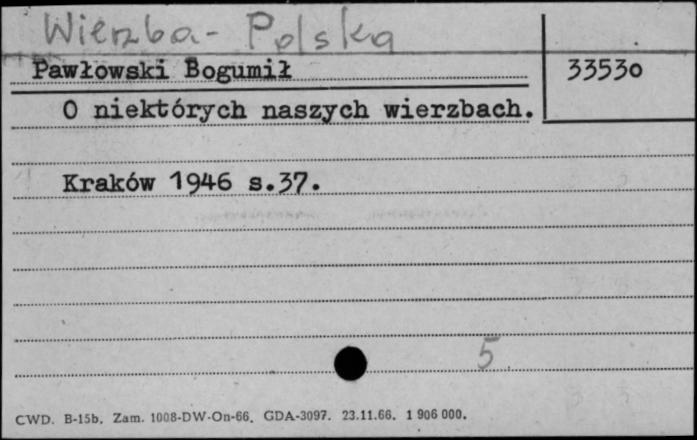 Wierzba - Polska
Pawłowski Bogumił 33530
O niektórych naszych wierzbach.
Kraków 1946 s.37.
5
CWD. B-15b. Zam. 1008-DW-On-66. GDA-3097. 23.11.66. 1 906 000.